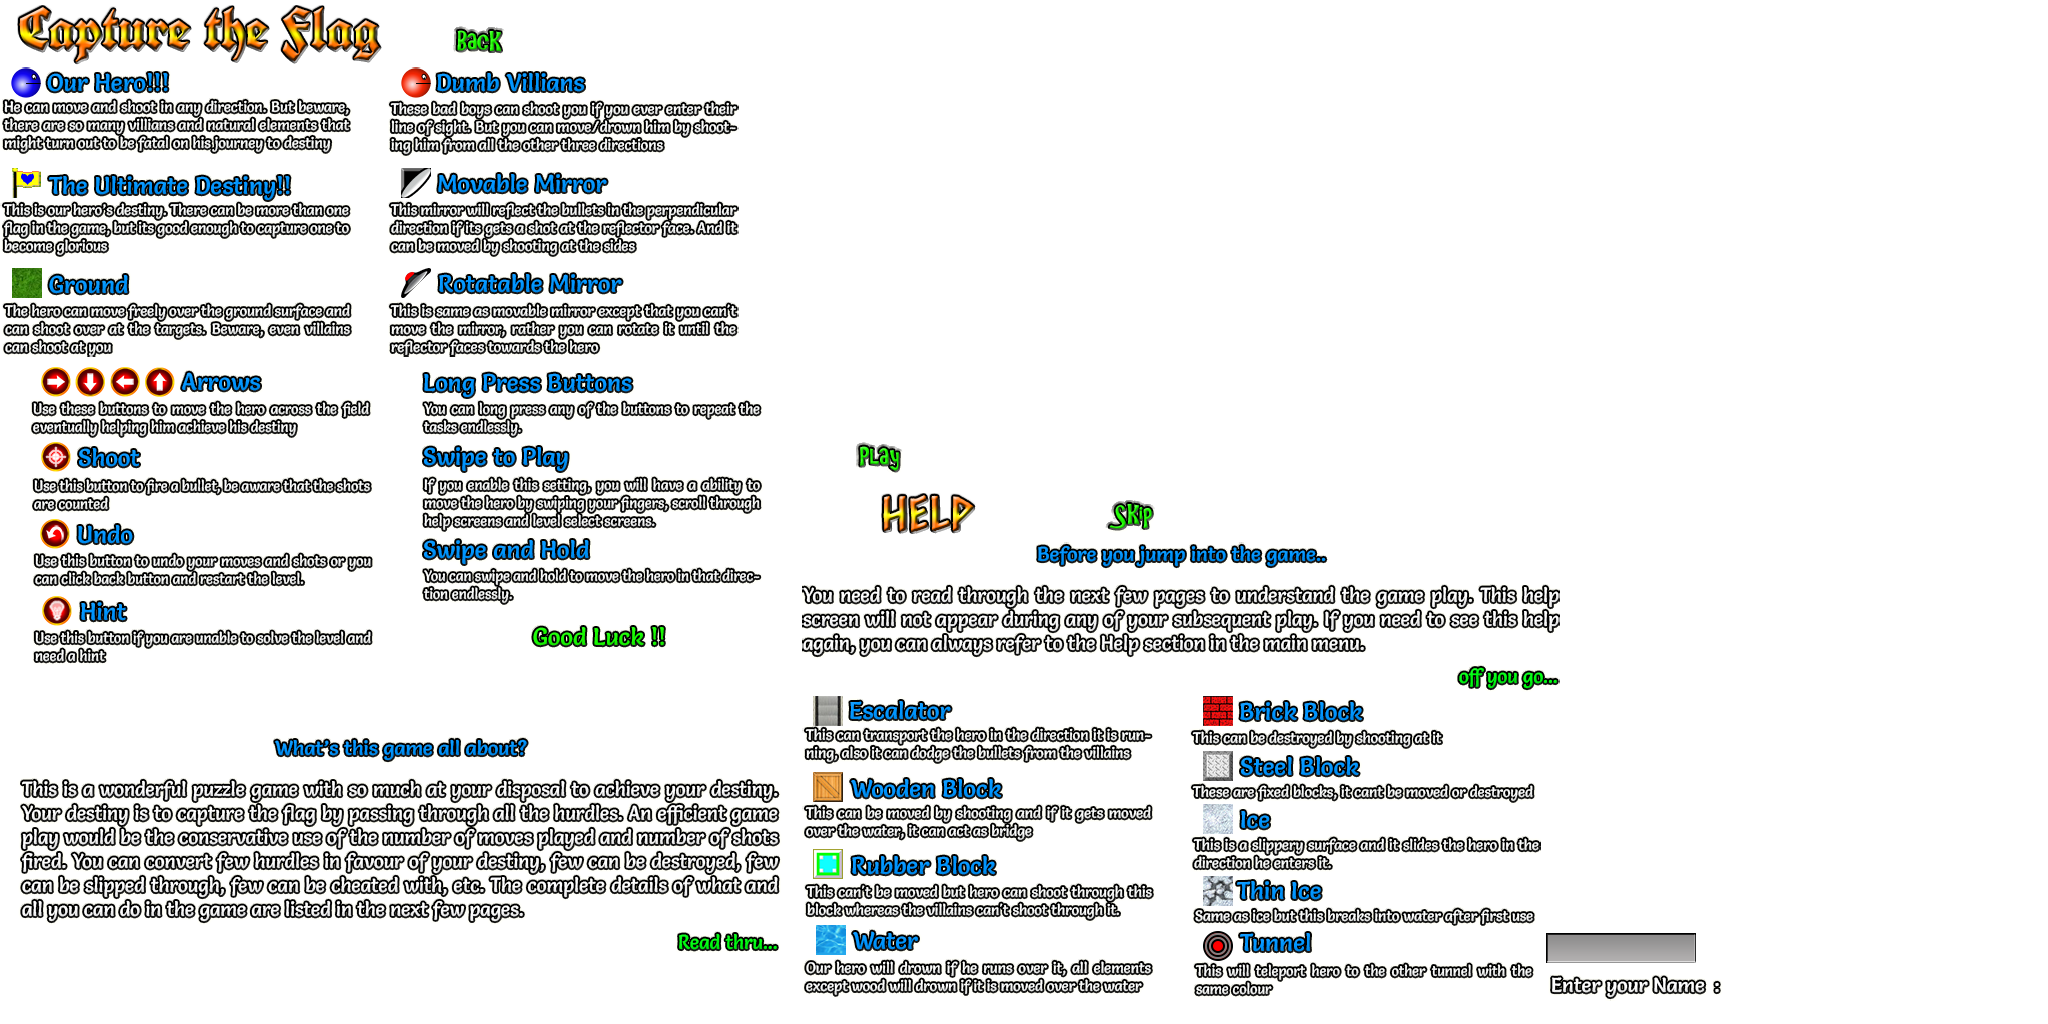 Capture the Flag
Back
Our Hero!!!
He can move and shoot in any direction. But beware,
there are so many villians and natural elements that
might turn out to be fatal on his journey to destiny
The Ultimate Destiny!!
This is our hero's destiny. There can be more than one
flag in the game, but its good enough to capture one to
become glorious
Ground
The hero can move freely over the ground surface and
can shoot over at the targets. Beware, even villains
can shoot at you
Dumb Villians
These bad boys can shoot you if you ever enter their
line of sight. But you can move/drown him by shoot-
ing him from all the other three directions
Movable Mirror
This mirror will reflect the bullets in the perpendicular
direction if its gets a shot at the reflector face. And it
can be moved by shooting at the sides
Rotatable Mirror
This is same as movable mirror except that you can't
move the mirror, rather you can rotate it until the
reflector faces towards the hero
Arrows
Use these buttons to move the hero across the field
eventually helping him achieve his destiny
Shoot
Use this button to fire a bullet, be aware that the shots
are counted
Undo
Use this button to undo your moves and shots or you
can click back button and restart the level.
Hint
Use this button if you are unable to solve the level and
need a hint
Long Press Buttons
You can long press any of the buttons to repeat the
tasks endlessly.
Swipe to Play
If you enable this setting, you will have a ability to
move the hero by swiping your fingers, scroll through
help screens and level select screens.
Swipe and Hold
You can swipe and hold to move the hero in that direc-
tion endlessly.
Good Luck !!
What's this game all about?
This is a wonderful puzzle game with so much at your disposal to achieve your destiny.
Your destiny is to capture the flag by passing through all the hurdles. An efficient game
play would be the conservative use of the number of moves played and number of shots
fired. You can convert few hurdles in favour of your destiny, few can be destroyed, few
can be slipped through, few can be cheated with, etc. The complete details of what and
all you can do in the game are listed in the next few pages.
Read thru...
Play
HELP
Skip
Before you jump into the game..
You need to read through the next few pages to understand the game play. This help
screen will not appear during any of your subsequent play. If you need to see this help
again, you can always refer to the Help section in the main menu.
off you go...
Escalator
This can transport the hero in the direction it is run-
ning, also it can dodge the bullets from the villains
Wooden Block
This can be moved by shooting and if it gets moved
over the water, it can act as bridge
Rubber Block
This can't be moved but hero can shoot through this
block whereas the villains can't shoot through it.
Water
Our hero will drown if he runs over it, all elements
except wood will drown if it is moved over the water
Brick Block
This can be destroyed by shooting at it
Steel Block
These are fixed blocks, it cant be moved or destroyed
Ice
This is a slippery surface and it slides the hero in the
direction he enters it.
Thin Ice
Same as ice but this breaks into water after first use
Tunnel
This will teleport hero to the other tunnel with the
same colour
Enter your Name :